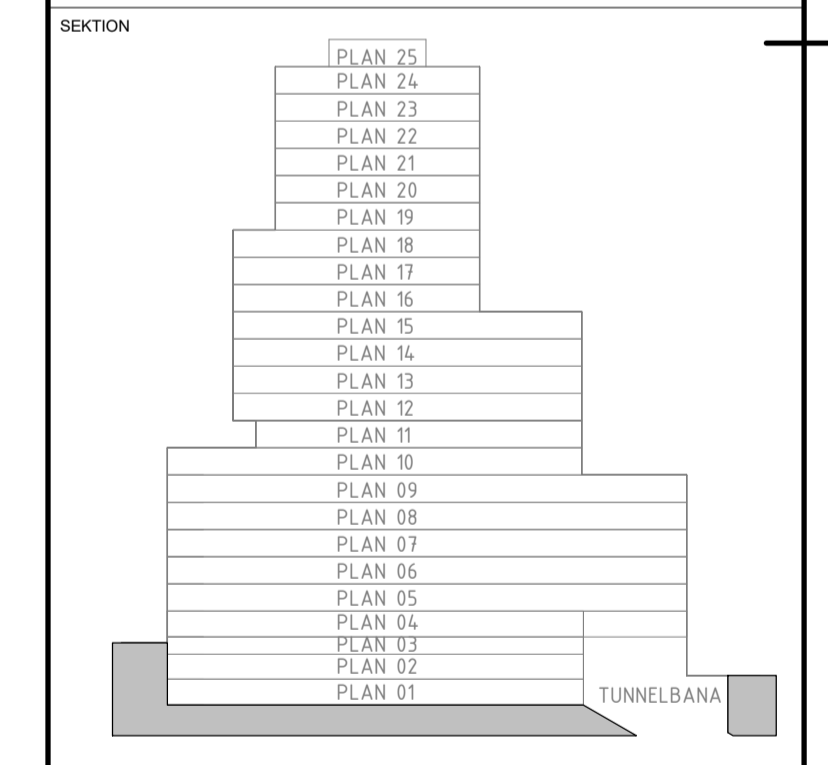 SEKTION
PLAN 25
PLAN 24
PLAN 23
PLAN 22
PLAN 21
PLAN 20
PLAN 19
PLAN 18
PLAN 17
PLAN 16
PLAN 15
PLAN 14
PLAN 13
PLAN 12
PLAN 11
PLAN 10
PLAN 09
PLAN 08
PLAN 07
PLAN 06
PLAN 05
PLAN 04
PLAN 03
PLAN 02
PLAN 01
TUNNELBANA